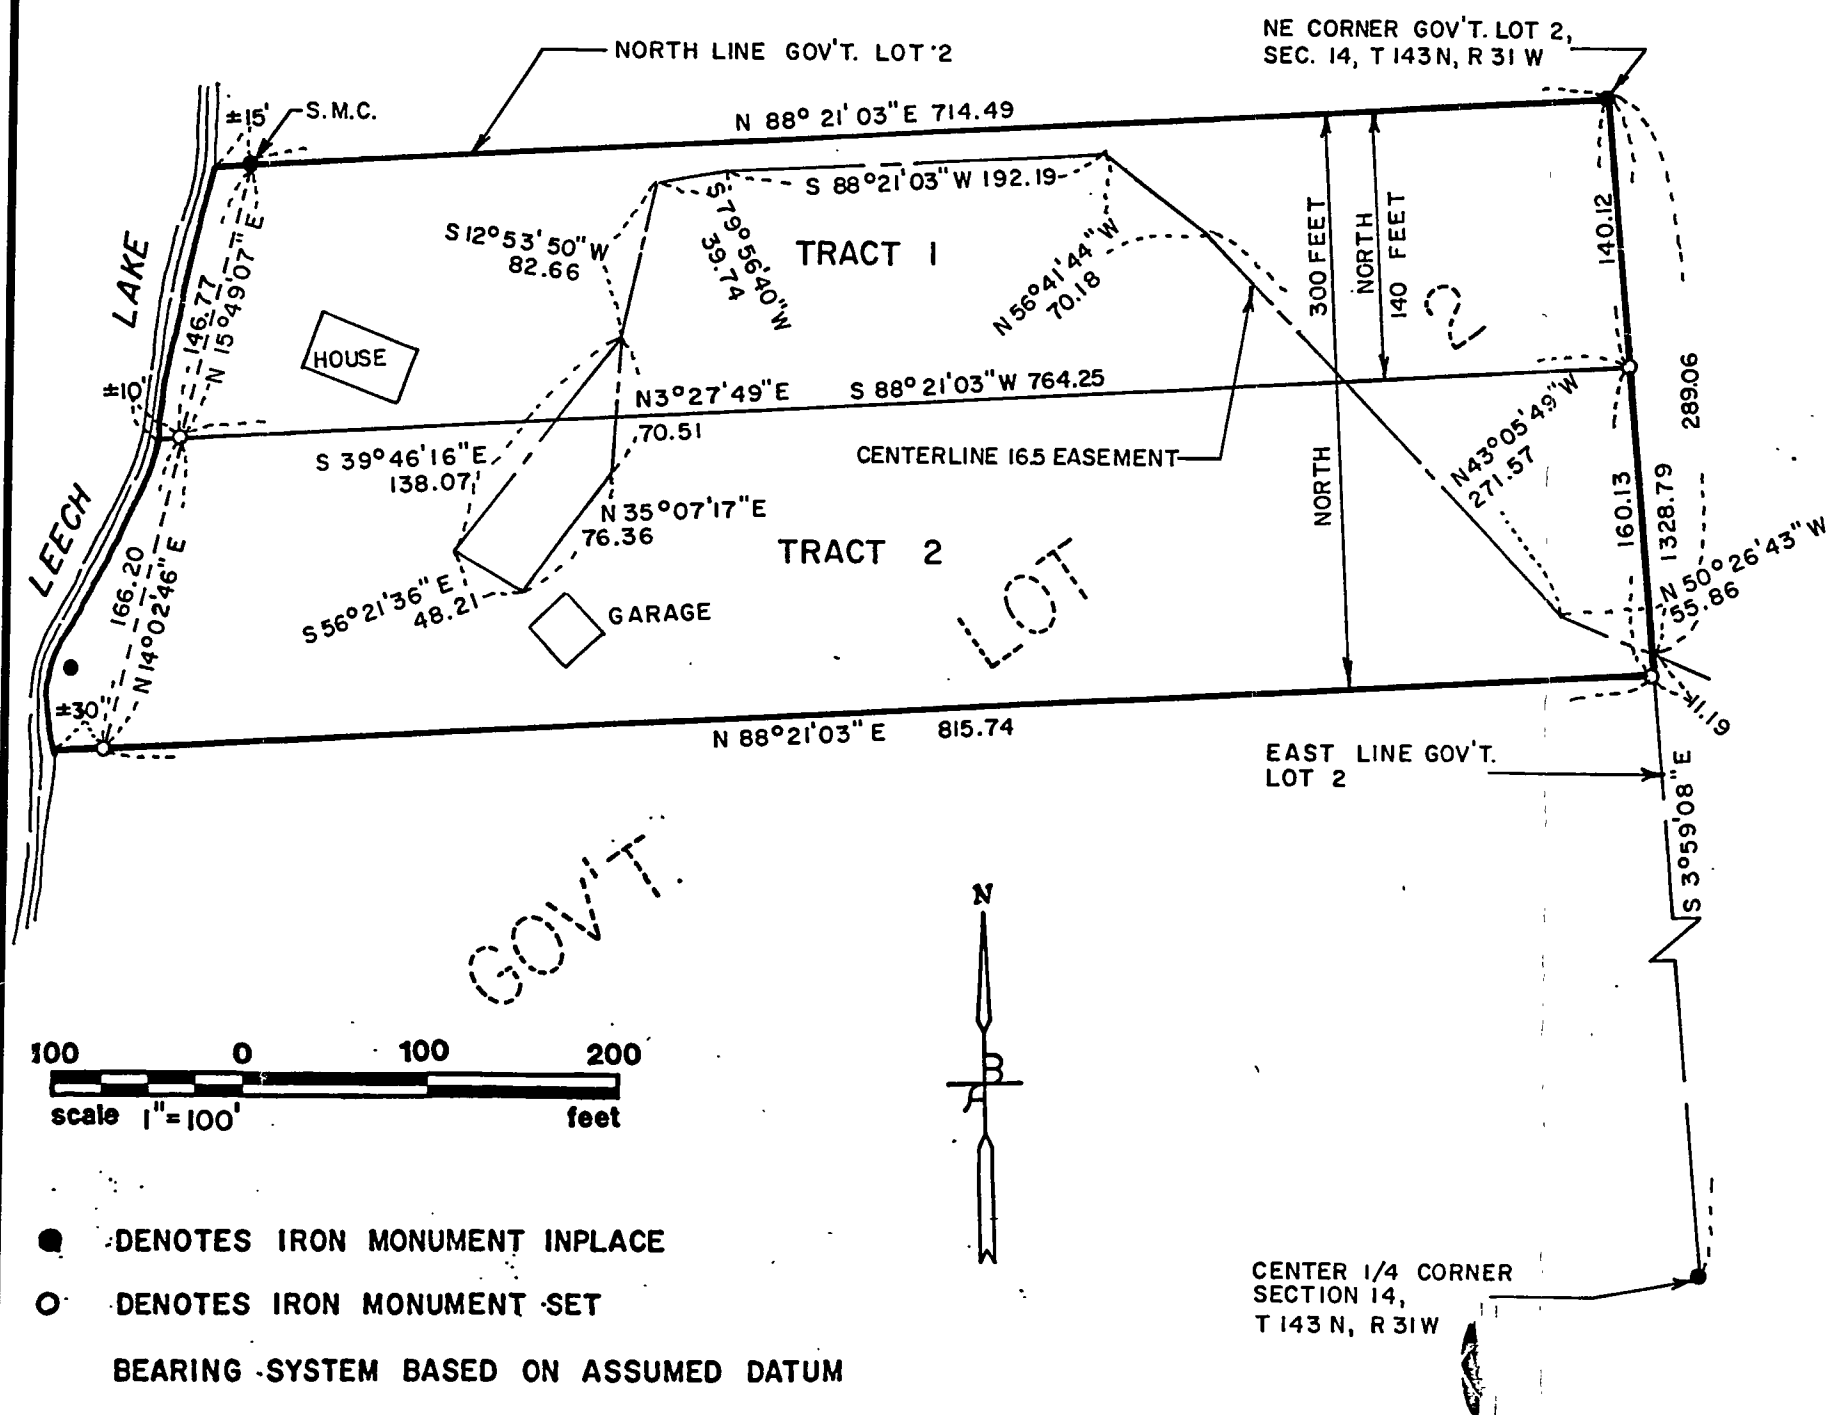 NE CORNER GOV'T. LOT 2,
SEC. 14, T 143 N, R 31 W
NORTH LINE GOV'T. LOT 2
±15'
S.M.C.
N 88° 21' 03" E 714.49
S 88° 21' 03" W 192.19
S 12° 53' 50" W
82.66
S 79° 56' 40" W
39.74
TRACT 1
N 56° 41' 44" W
70.18
300 FEET
NORTH
NORTH
140 FEET
140.12
2
289.06
LEECH LAKE
146.77
N 15° 49' 07" E
HOUSE
±10'
N 3° 27' 49" E
70.51
S 88° 21' 03" W 764.25
S 39° 46' 16" E
138.07
CENTERLINE 16.5 EASEMENT
N 43° 05' 49" W
271.57
160.13
1328.79
N 35° 07' 17" E
76.36
TRACT 2
LOT
N 50° 26' 43" W
55.86
166.20
N 14° 02' 46" E
S 56° 21' 36" E
48.21
GARAGE
±30'
11.19
N 88° 21' 03" E 815.74
EAST LINE GOV'T.
LOT 2
S 3° 59' 08" E
GOV'T.
N
100 0 100 200
scale 1" = 100' feet
DENOTES IRON MONUMENT INPLACE
DENOTES IRON MONUMENT SET
BEARING SYSTEM BASED ON ASSUMED DATUM
CENTER 1/4 CORNER
SECTION 14,
T 143 N, R 31 W